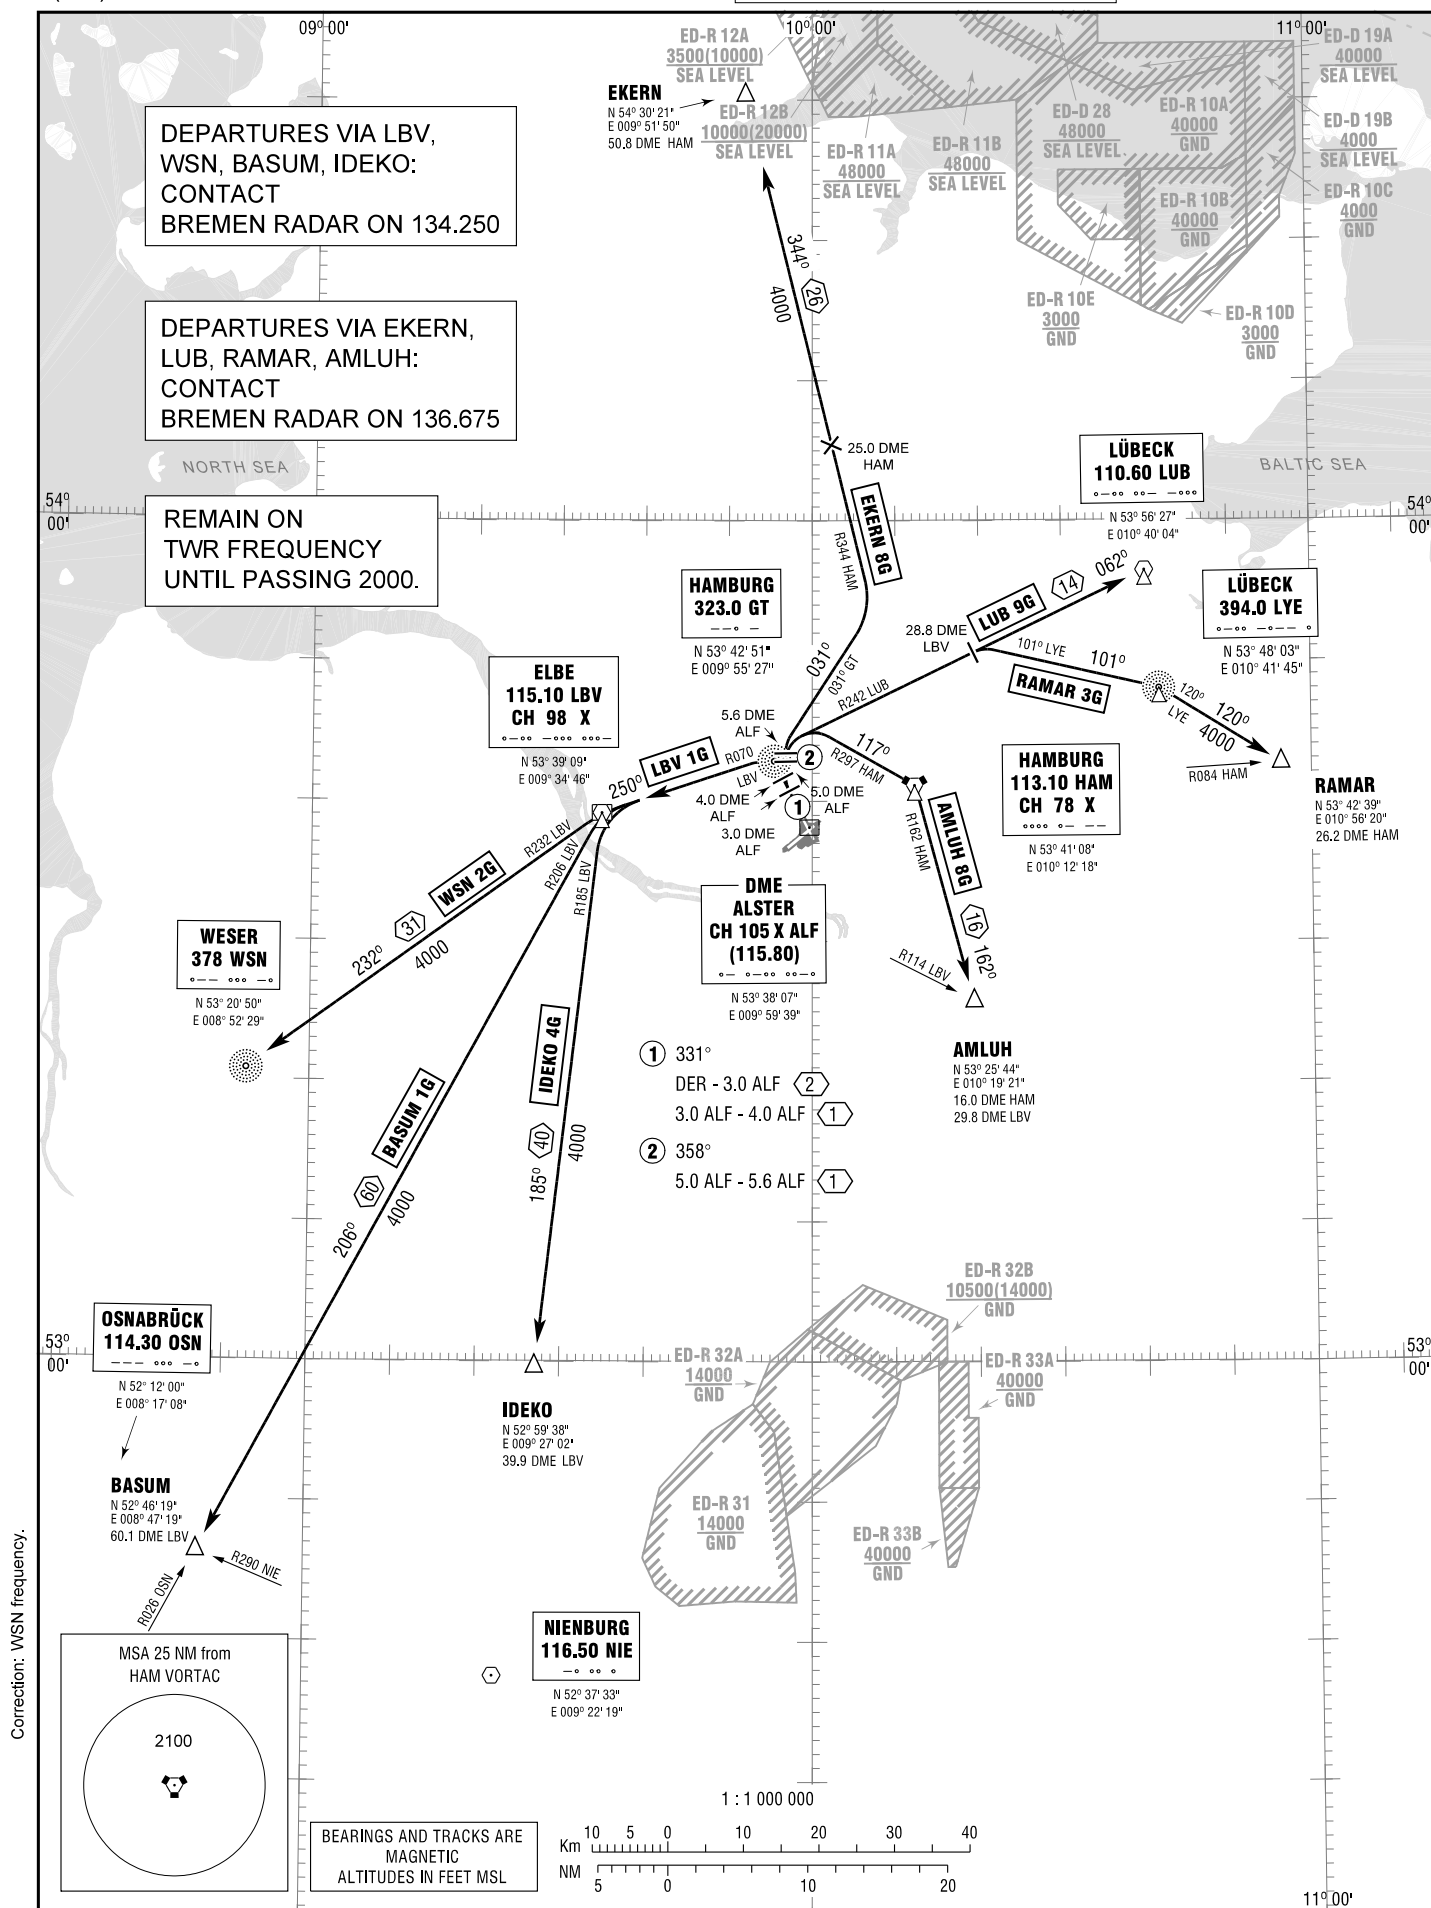 09° 00'
10° 00'
11° 00'
DEPARTURES VIA LBV,
WSN, BASUM, IDEKO:
CONTACT
BREMEN RADAR ON 134.250
DEPARTURES VIA EKERN,
LUB, RAMAR, AMLUH:
CONTACT
BREMEN RADAR ON 136.675
NORTH SEA
54°
00'
REMAIN ON
TWR FREQUENCY
UNTIL PASSING 2000.
EKERN
N 54° 30' 21"
E 009° 51' 50"
50.8 DME HAM
ED-R 12A
3500(10000)
SEA LEVEL
ED-R 12B
10000(20000)
SEA LEVEL
ED-R 11A
48000
SEA LEVEL
ED-R 11B
48000
SEA LEVEL
ED-D 28
48000
SEA LEVEL
ED-R 10A
40000
GND
ED-D 19A
40000
SEA LEVEL
ED-D 19B
4000
SEA LEVEL
ED-R 10C
4000
GND
ED-R 10B
40000
GND
ED-R 10E
3000
GND
ED-R 10D
3000
GND
344°
4000
26
25.0 DME
HAM
EKERN 8G
R344 HAM
031°
031° GT
LÜBECK
110.60 LUB
N 53° 56' 27"
E 010° 40' 04"
BALTIC SEA
54°
00'
HAMBURG
323.0 GT
N 53° 42' 51"
E 009° 55' 27"
28.8 DME
LBV
LUB 9G
14
062°
R242 LUB
LÜBECK
394.0 LYE
N 53° 48' 03"
E 010° 41' 45"
101° LYE
101°
RAMAR 3G
120°
LYE
120°
4000
R084 HAM
RAMAR
N 53° 42' 39"
E 010° 56' 20"
26.2 DME HAM
ELBE
115.10 LBV
CH 98 X
N 53° 39' 09"
E 009° 34' 46"
5.6 DME
ALF
250°
LBV 1G
R070
LBV
2
4.0 DME
ALF
5.0 DME
ALF
1
3.0 DME
ALF
117°
R297 HAM
HAMBURG
113.10 HAM
CH 78 X
N 53° 41' 08"
E 010° 12' 18"
R162 HAM
AMLUH 8G
16
162°
R114 LBV
AMLUH
N 53° 25' 44"
E 010° 19' 21"
16.0 DME HAM
29.8 DME LBV
R232 LBV
R206 LBV
R185 LBV
WSN 2G
31
232°
4000
WESER
378 WSN
N 53° 20' 50"
E 008° 52' 29"
DME
ALSTER
CH 105 X ALF
(115.80)
N 53° 38' 07"
E 009° 59' 39"
IDEKO 4G
40
4000
185°
BASUM 1G
60
206°
4000
1 331°
DER - 3.0 ALF 2
3.0 ALF - 4.0 ALF 1
2 358°
5.0 ALF - 5.6 ALF 1
53°
00'
OSNABRÜCK
114.30 OSN
N 52° 12' 00"
E 008° 17' 08"
BASUM
N 52° 46' 19"
E 008° 47' 19"
60.1 DME LBV
R026 OSN
R290 NIE
IDEKO
N 52° 59' 38"
E 009° 27' 02"
39.9 DME LBV
ED-R 32B
10500(14000)
GND
ED-R 32A
14000
GND
ED-R 33A
40000
GND
53°
00'
ED-R 31
14000
GND
ED-R 33B
40000
GND
NIENBURG
116.50 NIE
N 52° 37' 33"
E 009° 22' 19"
MSA 25 NM from
HAM VORTAC
2100
BEARINGS AND TRACKS ARE
MAGNETIC
ALTITUDES IN FEET MSL
1 : 1 000 000
Km 10 5 0 10 20 30 40
NM 5 0 10 20
11° 00'
Correction: WSN frequency.